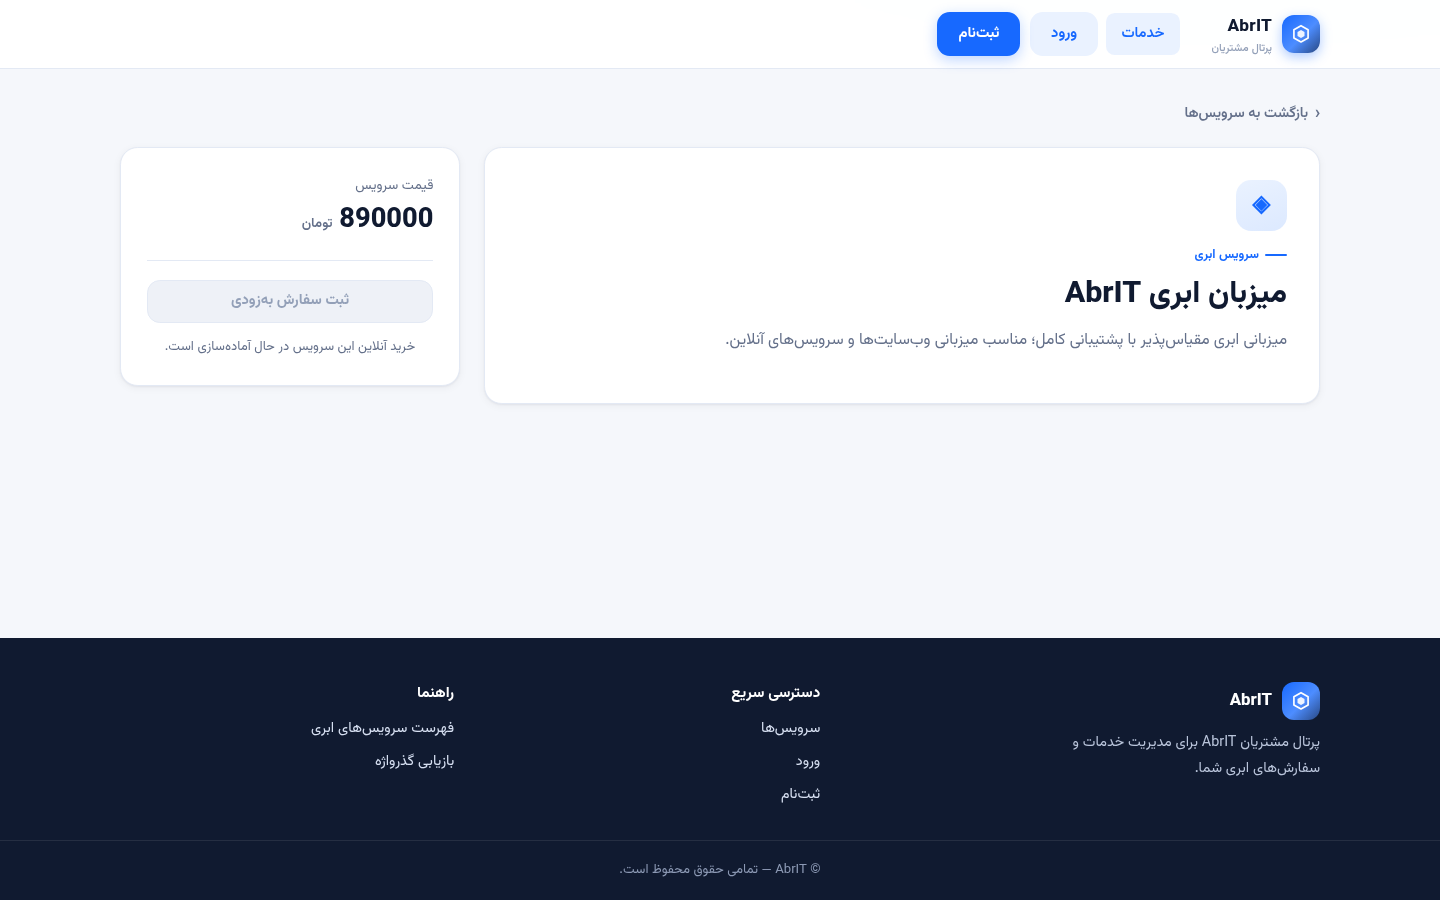 AbrIT
پرتال مشتریان
خدمات
ورود
ثبت‌نام
‹ بازگشت به سرویس‌ها
سرویس ابری
میزبان ابری AbrIT
میزبانی ابری مقیاس‌پذیر با پشتیبانی کامل؛ مناسب میزبانی وب‌سایت‌ها و سرویس‌های آنلاین.
قیمت سرویس
890000 تومان
ثبت سفارش به‌زودی
خرید آنلاین این سرویس در حال آماده‌سازی است.
AbrIT
پرتال مشتریان AbrIT برای مدیریت خدمات و
سفارش‌های ابری شما.
دسترسی سریع
سرویس‌ها
ورود
ثبت‌نام
راهنما
فهرست سرویس‌های ابری
بازیابی گذرواژه
© AbrIT — تمامی حقوق محفوظ است.